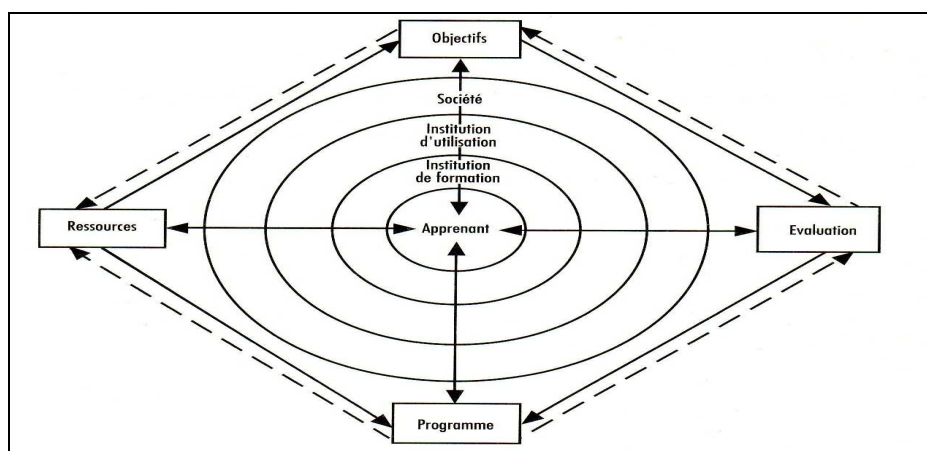 Objectifs
Société
Institution
d'utilisation
Institution
de formation
Ressources
Apprenant
Evaluation
Programme